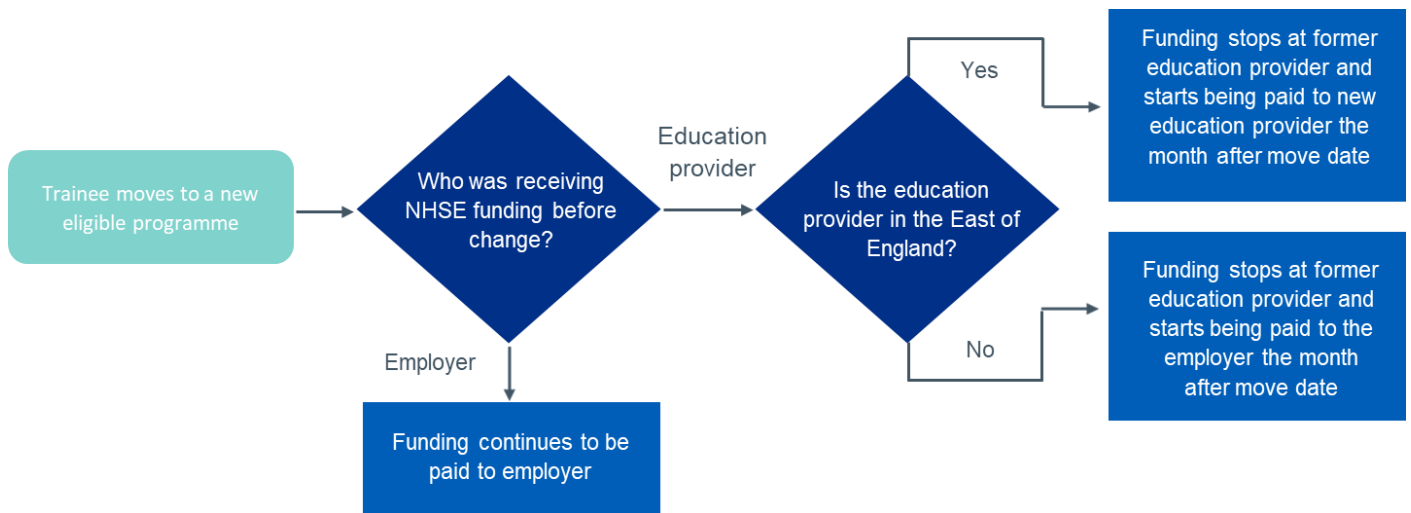 Trainee moves to a new
eligible programme
Who was receiving
NHSE funding before
change?
Employer
Funding continues to be
paid to employer
Education
provider
Is the education
provider in the East of
England?
Yes
Funding stops at former
education provider and
starts being paid to new
education provider the
month after move date
No
Funding stops at former
education provider and
starts being paid to the
employer the month
after move date